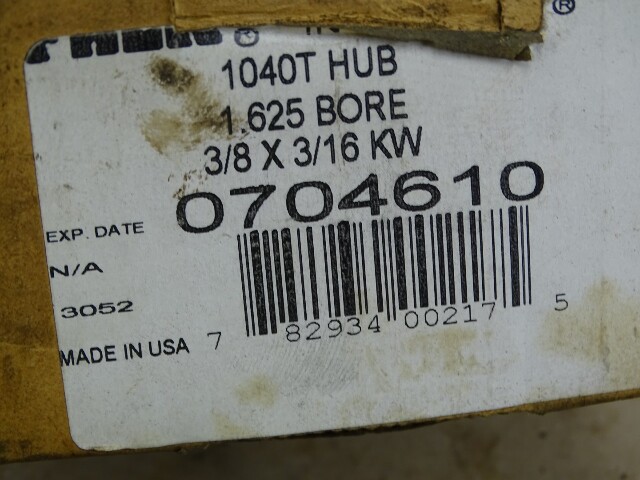 ®
®
1040T HUB
1.625 BORE
3/8 X 3/16 KW
0704610
EXP. DATE
N/A
3052
MADE IN USA
7 82934 00217 5